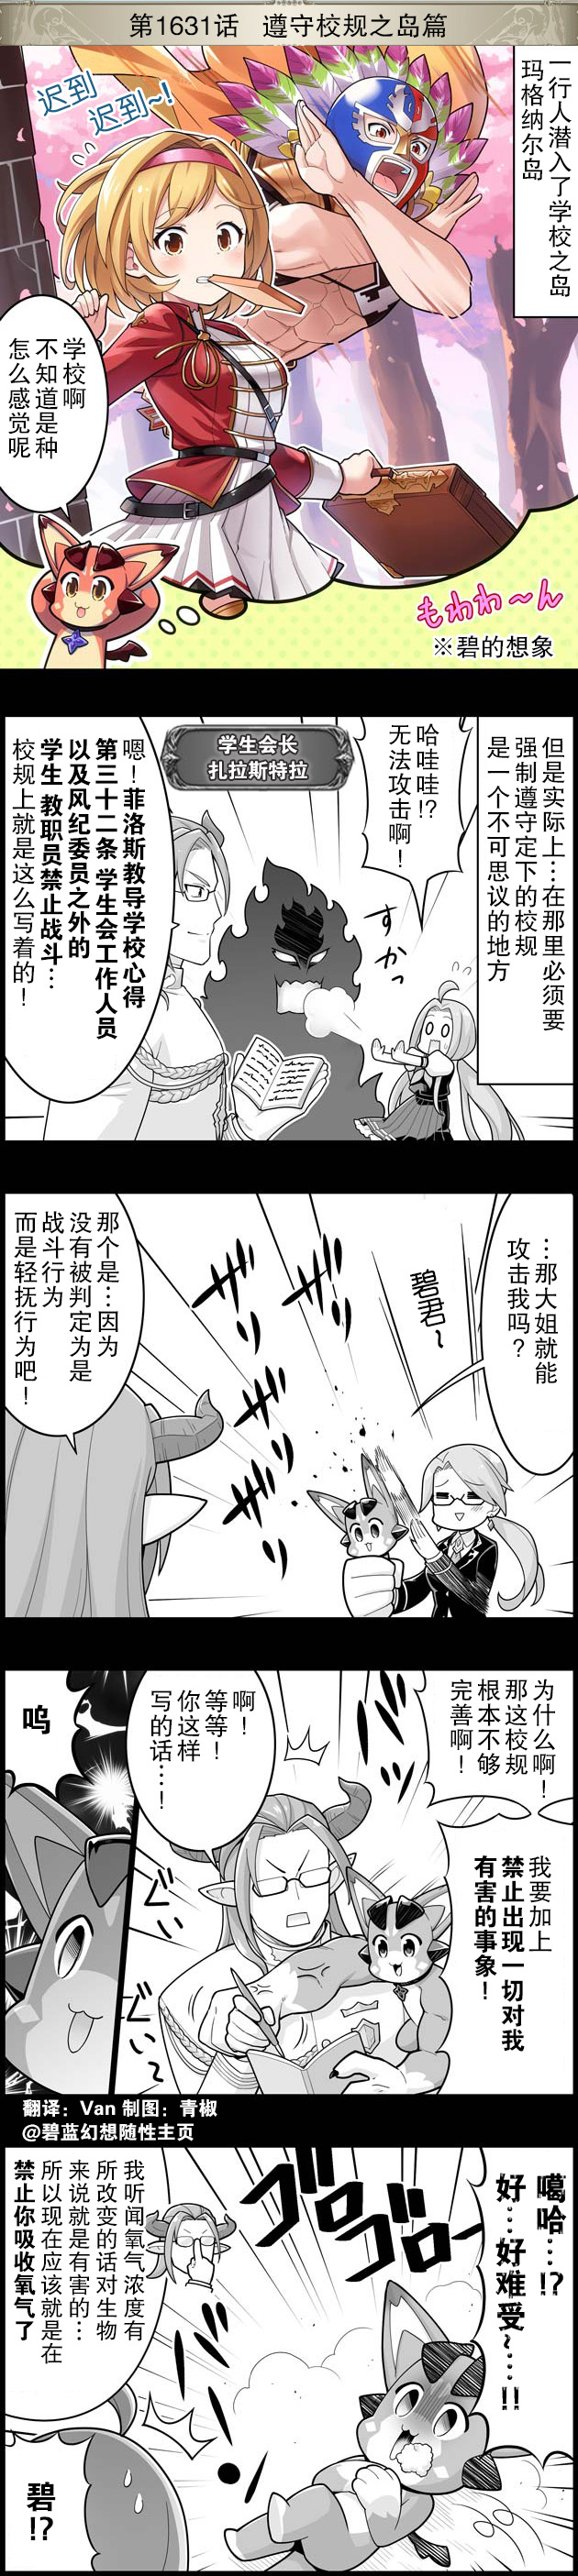 第1631话　遵守校规之岛篇
一行人潜入了学校之岛
玛格纳尔岛
迟到
迟到~!
学校啊
不知道是种
怎么感觉呢
もわわ～ん
※碧的想象
但是实际上…在那里必须要
强制遵守定下的校规
是一个不可思议的地方
哈哇哇!?
无法攻击啊！
すかっ
学生会长
扎拉斯特拉
嗯！菲洛斯教导学校心得
第三十二条 学生会工作人员
以及风纪委员之外的
学生 教职员禁止战斗…
校规上就是这么写着的！
…那大姐就能
攻击我吗？
碧君~
那个是…因为
没有被判定为是
战斗行为
而是轻抚行为吧！
为什么啊！
那这校规
根本不够
完善啊！
我要加上
禁止出现一切对我
有害的事象！
啊！
等等！
你这样
写的话…！
ぐいぐい
呜
翻译：Van 制图：青椒
@碧蓝幻想随性主页
噶哈…!?
好…好难受~…!!
ゴロゴロ
我听闻氧气浓度有
所改变的话对生物
来说就是有害的…
所以现在应该就是在
禁止你吸收氧气了
碧!?